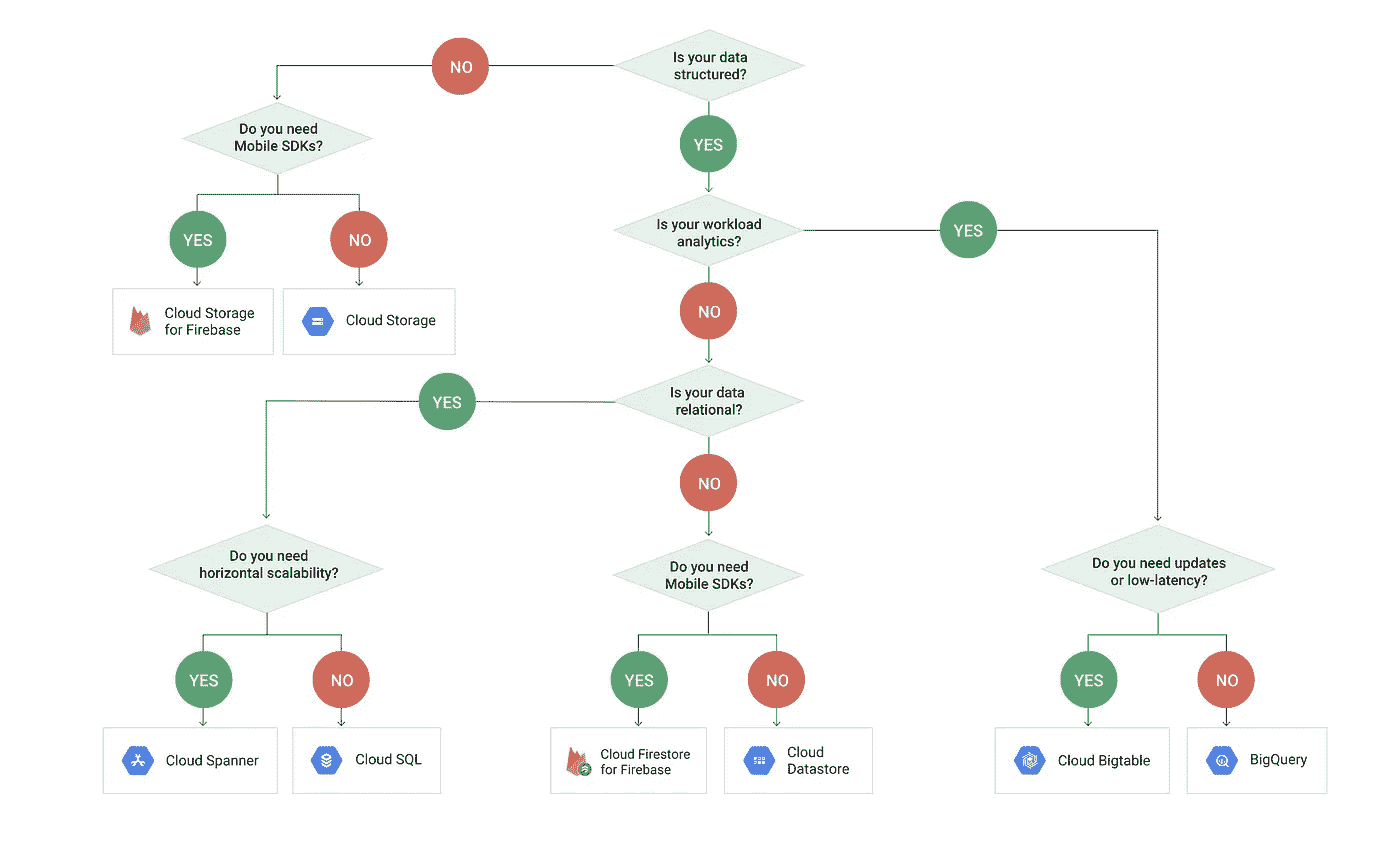 Is your data
structured?
NO
YES
Do you need
Mobile SDKs?
YES
NO
Cloud Storage
for Firebase
Cloud Storage
Is your workload
analytics?
YES
NO
Is your data
relational?
YES
NO
Do you need
horizontal scalability?
YES
NO
Cloud Spanner
Cloud SQL
Do you need
Mobile SDKs?
YES
NO
Cloud Firestore
for Firebase
Cloud
Datastore
Do you need updates
or low-latency?
YES
NO
Cloud Bigtable
BigQuery